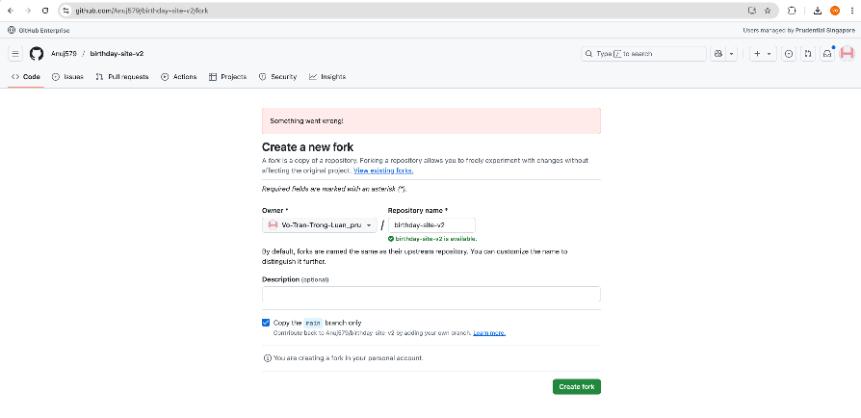 github.com/Anuj579/birthday-site-v2/fork
GitHub Enterprise
Users managed by Prudential Singapore
Anuj579 / birthday-site-v2
Type / to search
Code
Issues
Pull requests
Actions
Projects
Security
Insights
Something went wrong!
Create a new fork
A fork is a copy of a repository. Forking a repository allows you to freely experiment with changes without
affecting the original project. View existing forks.
Required fields are marked with an asterisk (*).
Owner *
Repository name *
Vo-Tran-Trong-Luan_pru
/
birthday-site-v2
birthday-site-v2 is available.
By default, forks are named the same as their upstream repository. You can customize the name to
distinguish it further.
Description (optional)
Copy the main branch only
Contribute back to Anuj579/birthday-site-v2 by adding your own branch. Learn more.
You are creating a fork in your personal account.
Create fork